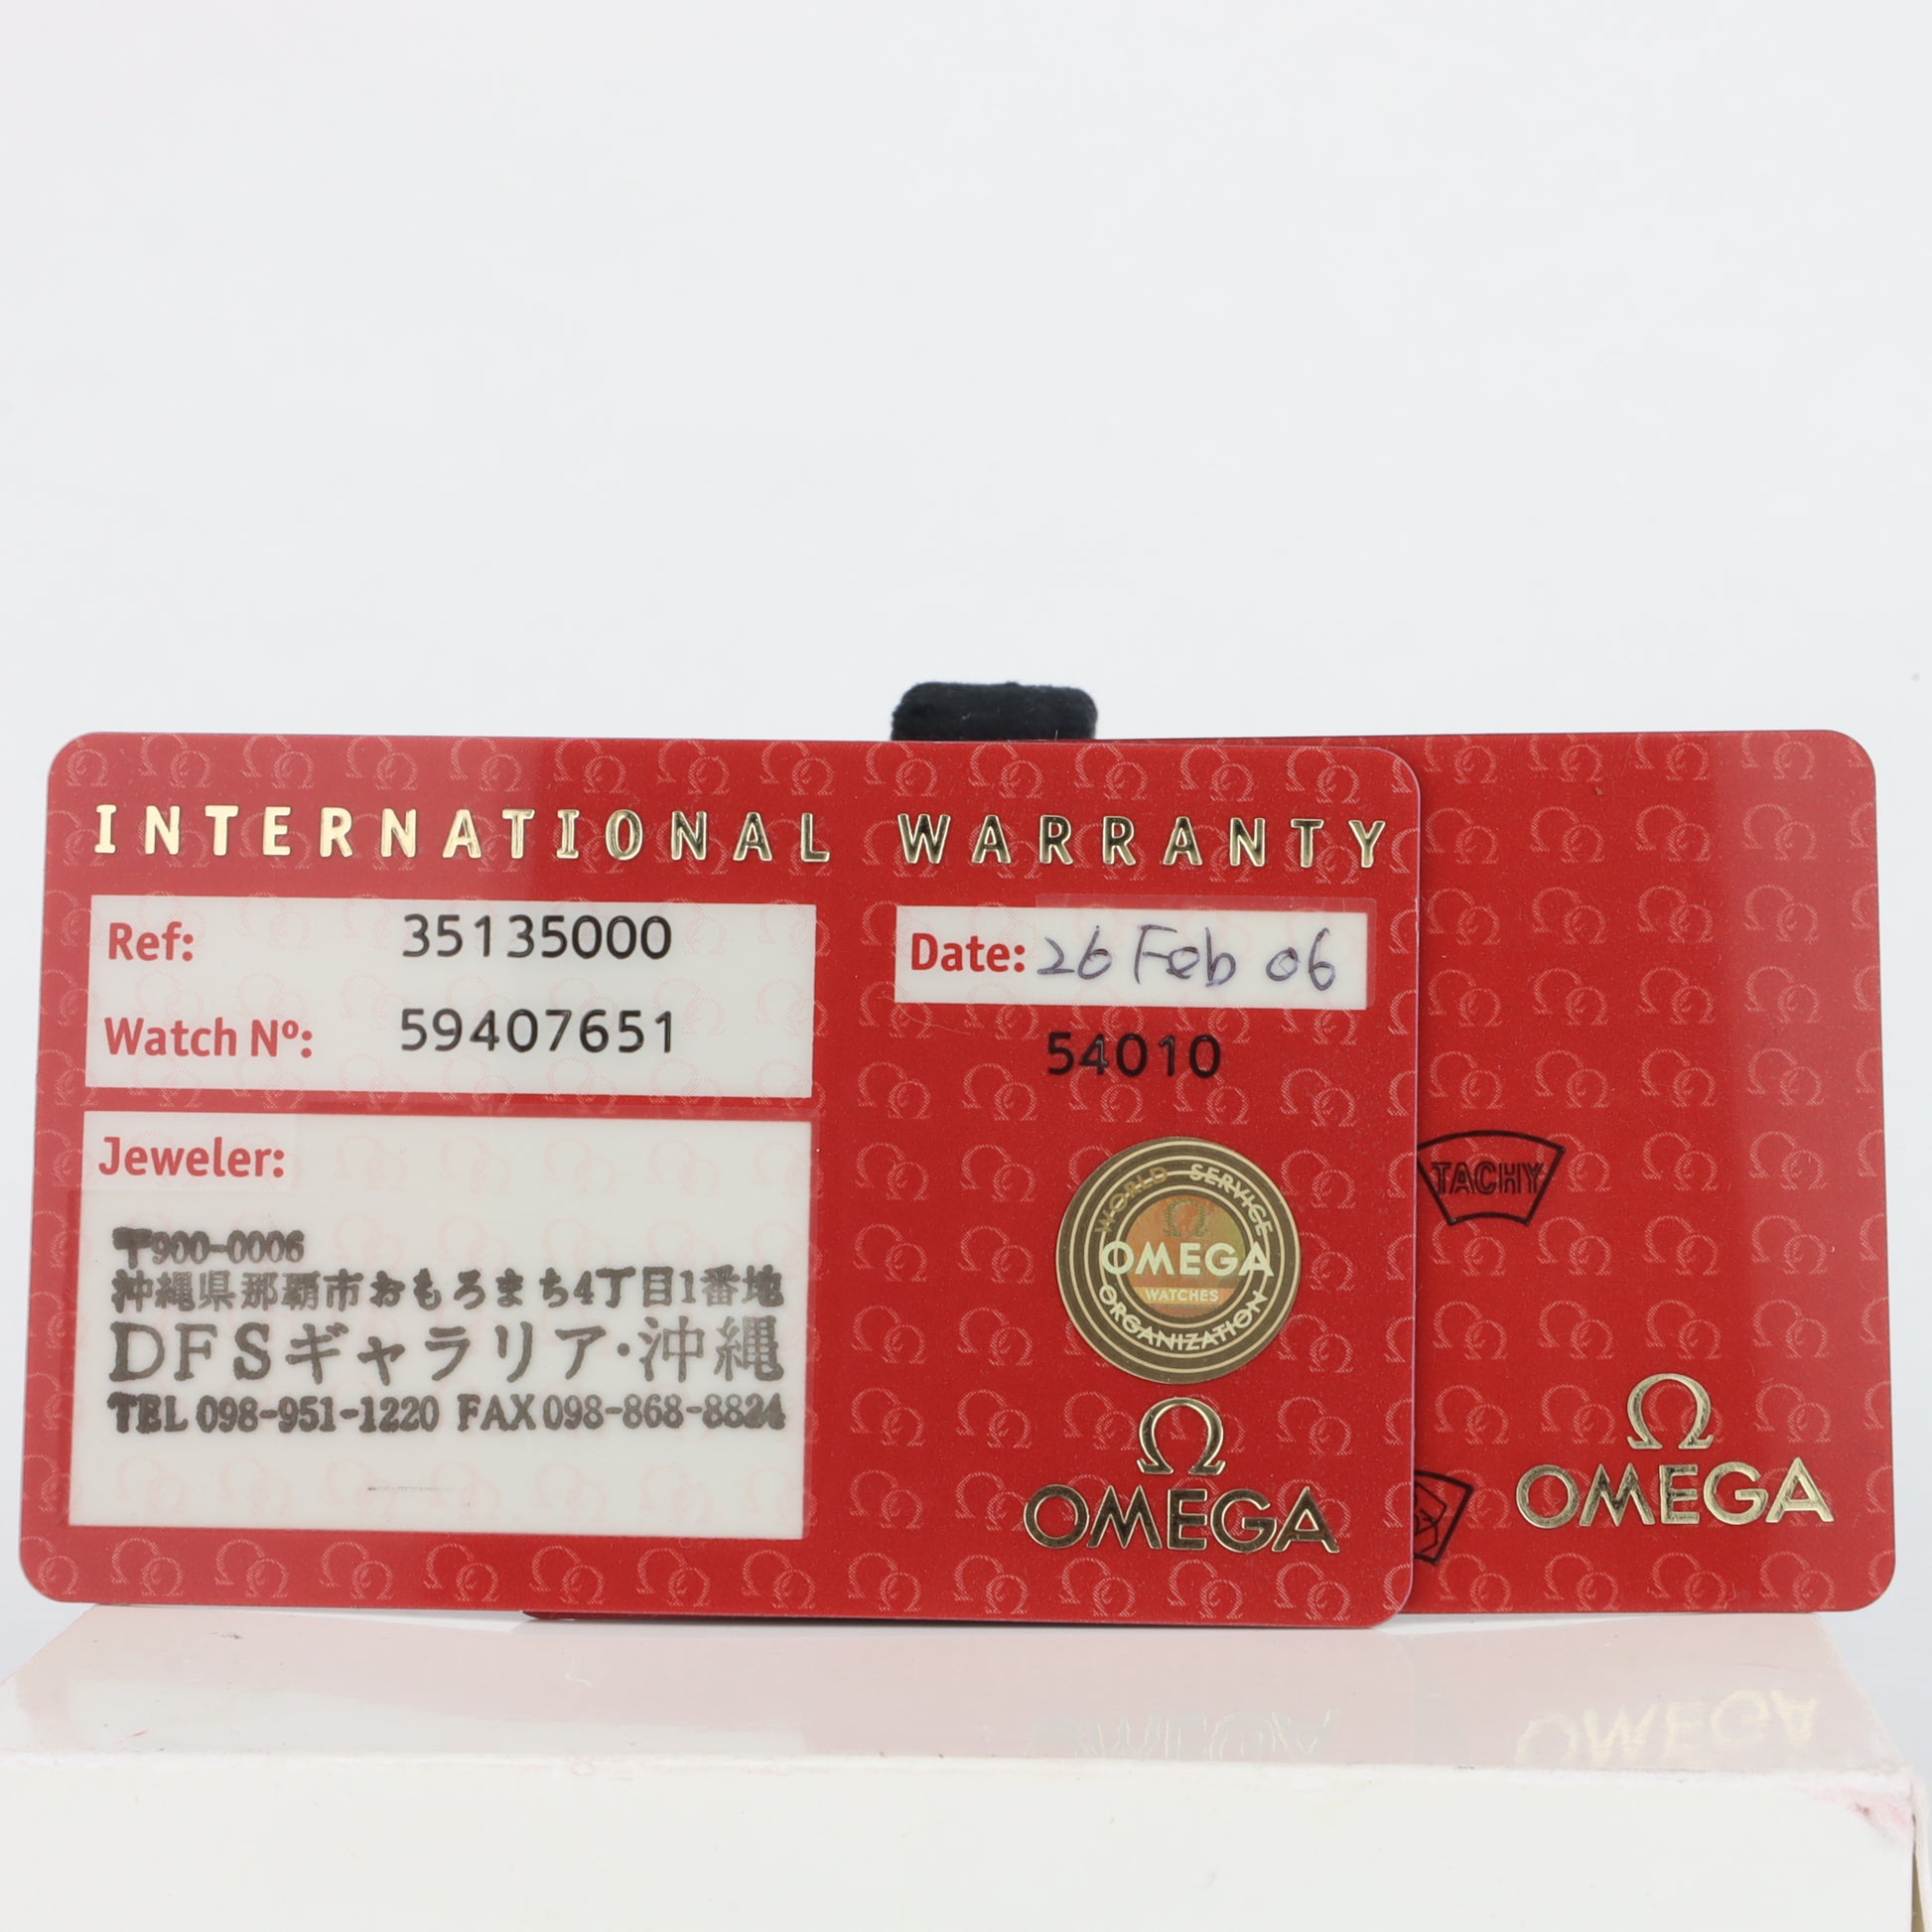 INTERNATIONAL WARRANTY
Ref: 35135000
Watch Nº: 59407651
Date: 26 Feb 06
54010
Jeweler:
〒900-0006
沖縄県那覇市おもろまち4丁目1番地
DFSギャラリア・沖縄
TEL 098-951-1220 FAX 098-868-8824
WORLD SERVICE
OMEGA
WATCHES
ORGANIZATION
Ω
OMEGA
TACHY
Ω
OMEGA